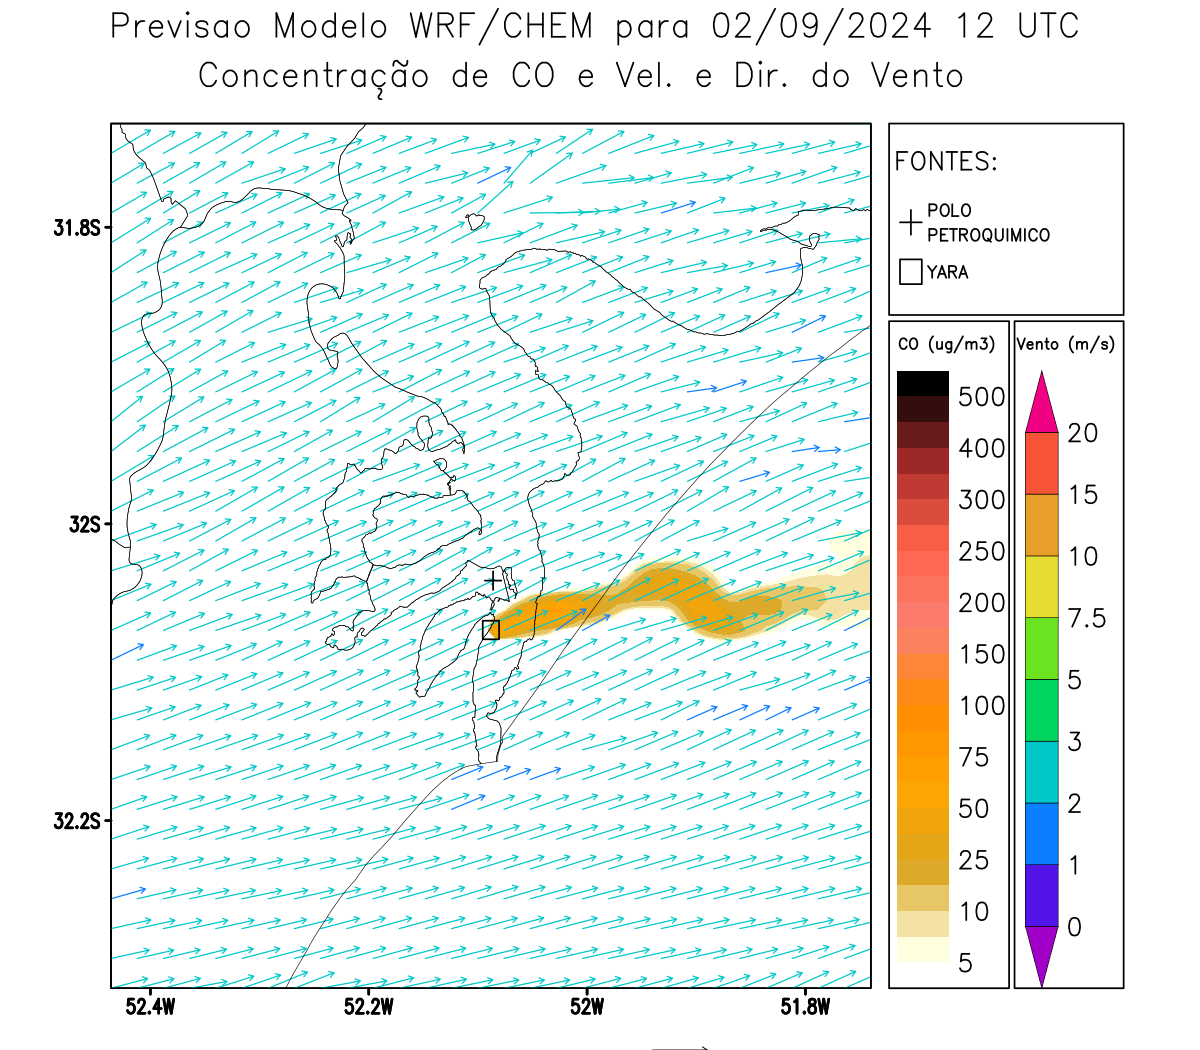 Previsao Modelo WRF/CHEM para 02/09/2024 12 UTC
Concentração de CO e Vel. e Dir. do Vento
FONTES:
POLO
PETROQUIMICO
YARA
CO (ug/m3)
500
400
300
250
200
150
100
75
50
25
10
5
Vento (m/s)
20
15
10
7.5
5
3
2
1
0
31.8S
32S
32.2S
52.4W
52.2W
52W
51.8W